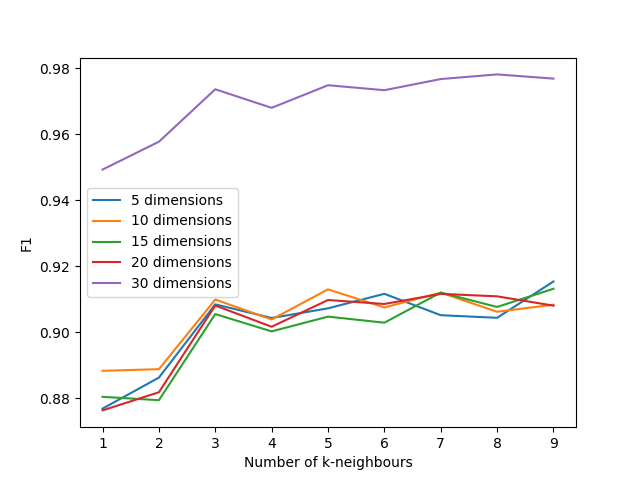 0.98
0.96
0.94
0.92
0.90
0.88
F1
5 dimensions
10 dimensions
15 dimensions
20 dimensions
30 dimensions
1 2 3 4 5 6 7 8 9
Number of k-neighbours